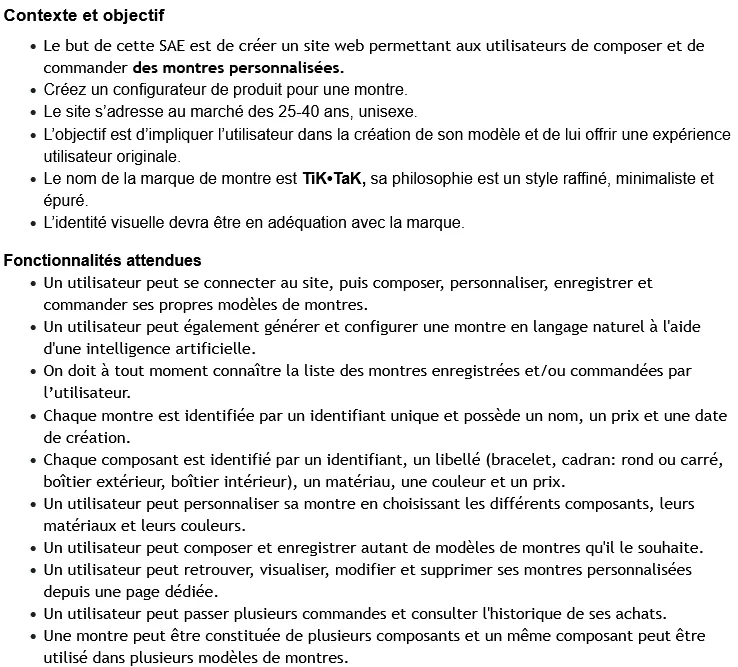 Contexte et objectif
• Le but de cette SAE est de créer un site web permettant aux utilisateurs de composer et de
commander des montres personnalisées.
• Créez un configurateur de produit pour une montre.
• Le site s’adresse au marché des 25-40 ans, unisexe.
• L’objectif est d’impliquer l’utilisateur dans la création de son modèle et de lui offrir une expérience
utilisateur originale.
• Le nom de la marque de montre est TiK•TaK, sa philosophie est un style raffiné, minimaliste et
épuré.
• L’identité visuelle devra être en adéquation avec la marque.
Fonctionnalités attendues
• Un utilisateur peut se connecter au site, puis composer, personnaliser, enregistrer et
commander ses propres modèles de montres.
• Un utilisateur peut également générer et configurer une montre en langage naturel à l'aide
d'une intelligence artificielle.
• On doit à tout moment connaître la liste des montres enregistrées et/ou commandées par
l’utilisateur.
• Chaque montre est identifiée par un identifiant unique et possède un nom, un prix et une date
de création.
• Chaque composant est identifié par un identifiant, un libellé (bracelet, cadran: rond ou carré,
boîtier extérieur, boîtier intérieur), un matériau, une couleur et un prix.
• Un utilisateur peut personnaliser sa montre en choisissant les différents composants, leurs
matériaux et leurs couleurs.
• Un utilisateur peut composer et enregistrer autant de modèles de montres qu'il le souhaite.
• Un utilisateur peut retrouver, visualiser, modifier et supprimer ses montres personnalisées
depuis une page dédiée.
• Un utilisateur peut passer plusieurs commandes et consulter l'historique de ses achats.
• Une montre peut être constituée de plusieurs composants et un même composant peut être
utilisé dans plusieurs modèles de montres.